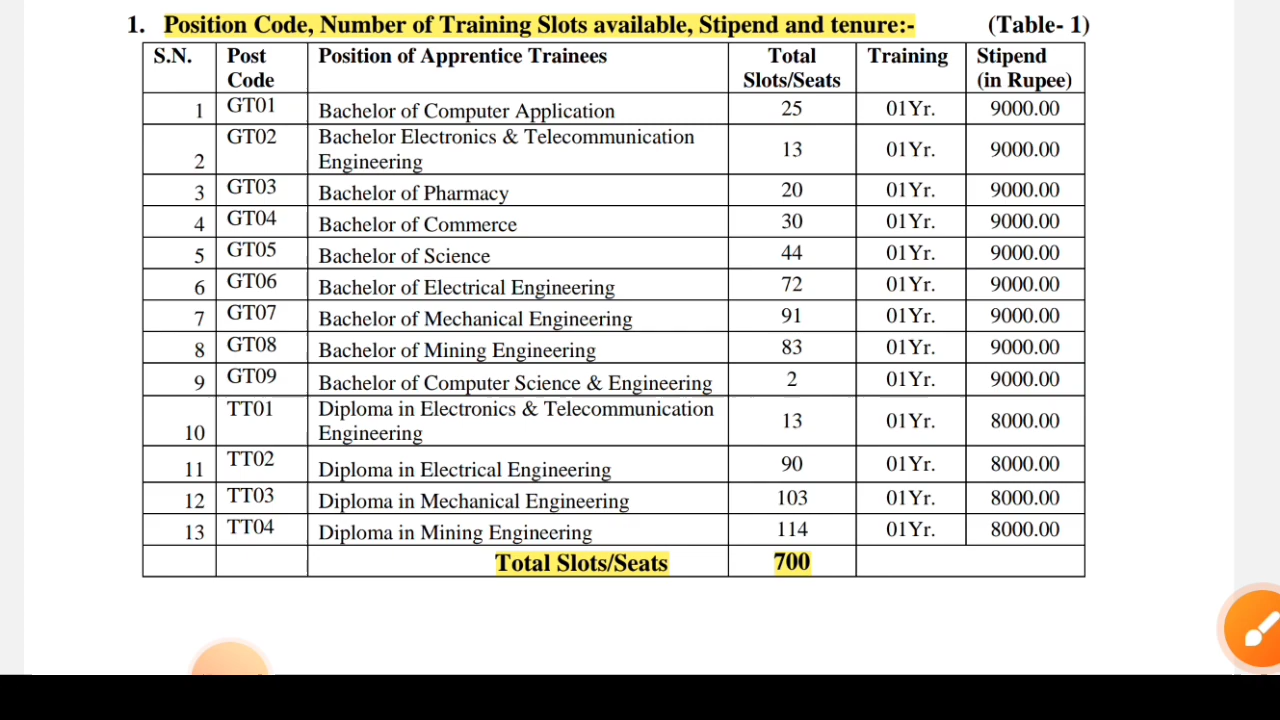 1. Position Code, Number of Training Slots available, Stipend and tenure:- (Table- 1)
S.N. Post Code Position of Apprentice Trainees Total Slots/Seats Training Stipend (in Rupee)
1 GT01 Bachelor of Computer Application 25 01Yr. 9000.00
2 GT02 Bachelor Electronics & Telecommunication Engineering 13 01Yr. 9000.00
3 GT03 Bachelor of Pharmacy 20 01Yr. 9000.00
4 GT04 Bachelor of Commerce 30 01Yr. 9000.00
5 GT05 Bachelor of Science 44 01Yr. 9000.00
6 GT06 Bachelor of Electrical Engineering 72 01Yr. 9000.00
7 GT07 Bachelor of Mechanical Engineering 91 01Yr. 9000.00
8 GT08 Bachelor of Mining Engineering 83 01Yr. 9000.00
9 GT09 Bachelor of Computer Science & Engineering 2 01Yr. 9000.00
10 TT01 Diploma in Electronics & Telecommunication Engineering 13 01Yr. 8000.00
11 TT02 Diploma in Electrical Engineering 90 01Yr. 8000.00
12 TT03 Diploma in Mechanical Engineering 103 01Yr. 8000.00
13 TT04 Diploma in Mining Engineering 114 01Yr. 8000.00
Total Slots/Seats 700